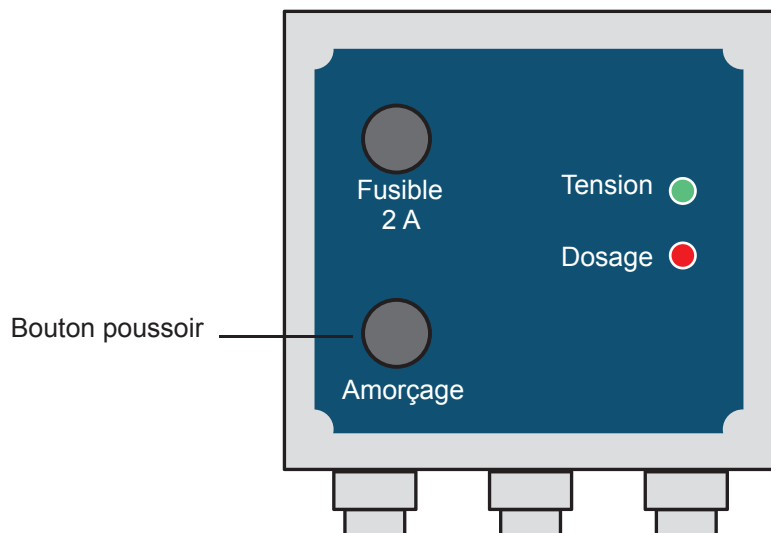 Fusible
2 A
Tension
Dosage
Bouton poussoir
Amorçage